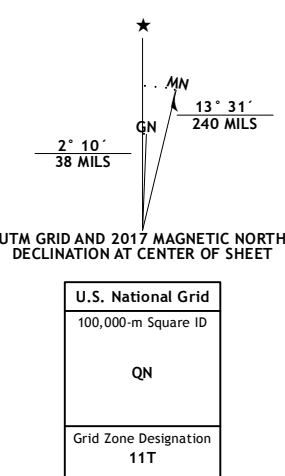 ★
MN
13° 31´
240 MILS
GN
2° 10´
38 MILS
UTM GRID AND 2017 MAGNETIC NORTH
DECLINATION AT CENTER OF SHEET
U.S. National Grid
100,000-m Square ID
QN
Grid Zone Designation
11T